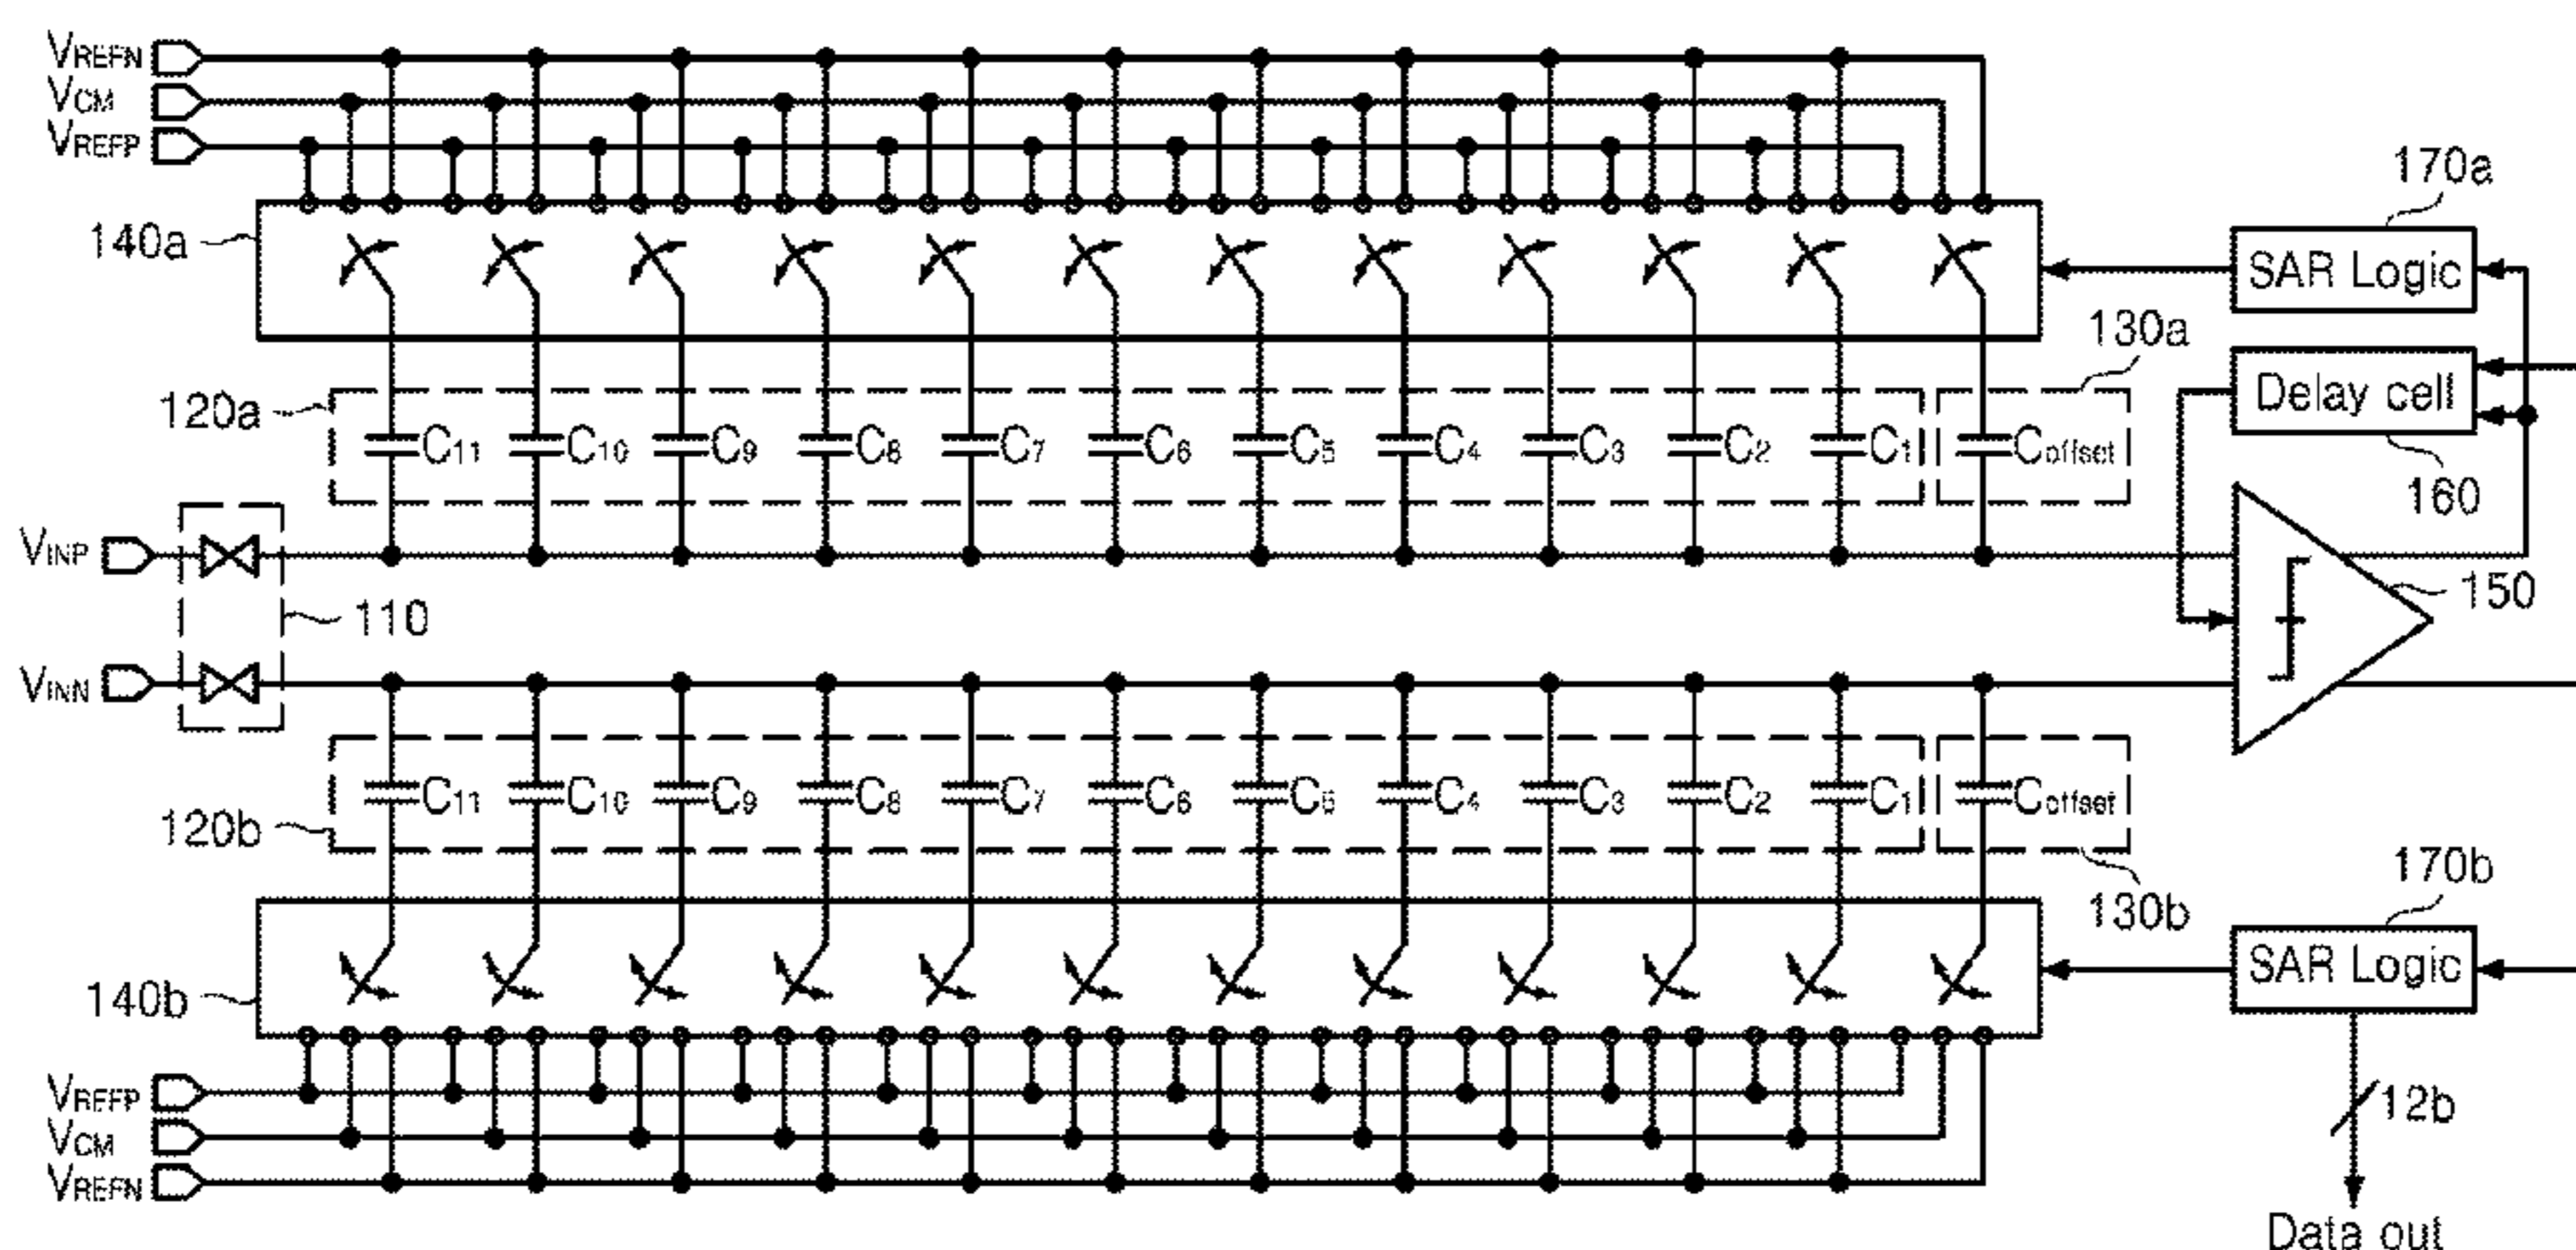 VREFN
VCM
VREFP
170a
140a
SAR Logic
130a
120a
Delay cell
C11 C10 C9 C8 C7 C6 C5 C4 C3 C2 C1 Coffset
160
VINP
150
110
VINN
C11 C10 C9 C8 C7 C6 C5 C4 C3 C2 C1 Coffset
120b
170b
130b
140b
SAR Logic
VREFP
VCM
VREFN
12b
Data out